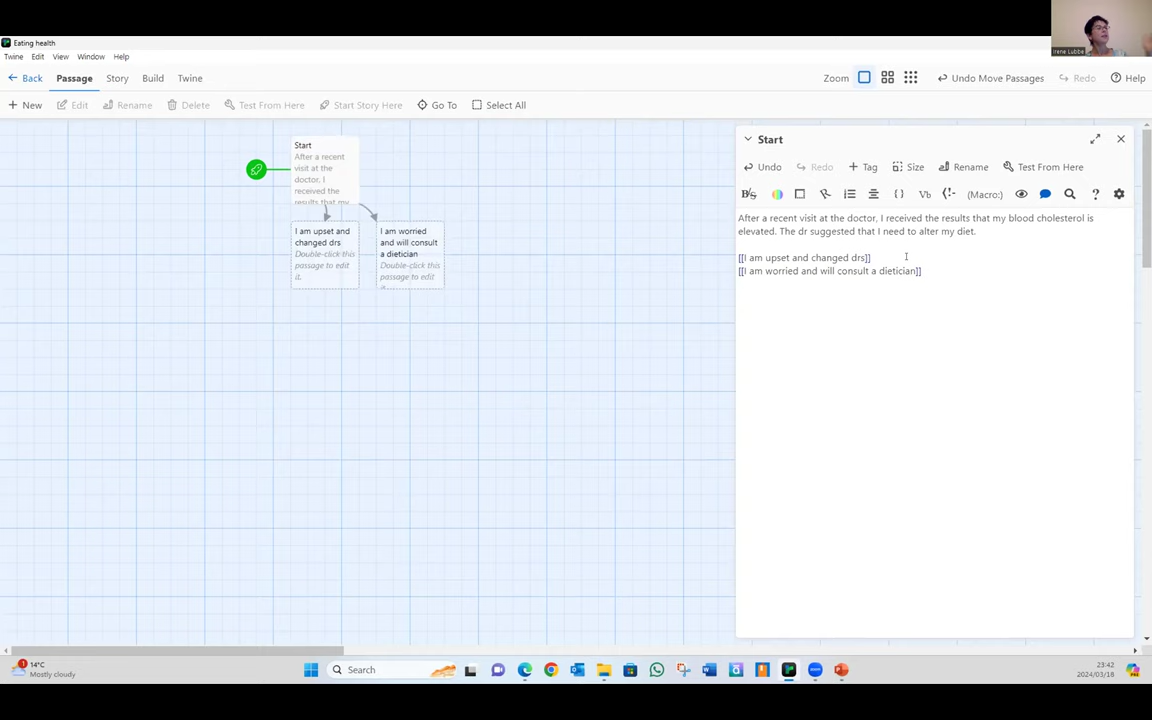 Eating health
Twine Edit View Window Help
Irene Lubbe
Back Passage Story Build Twine Zoom Undo Move Passages Redo Help
New Edit Rename Delete Test From Here Start Story Here Go To Select All
Start
After a recent
visit at the
doctor, I
received the
results that my
I am upset and
changed drs
Double-click this
passage to edit
it.
I am worried
and will consult
a dietician
Double-click this
passage to edit
Start
Undo Redo + Tag Size Rename Test From Here
(Macro:)
After a recent visit at the doctor, I received the results that my blood cholesterol is
elevated. The dr suggested that I need to alter my diet.
[[I am upset and changed drs]]
[[I am worried and will consult a dietician]]
1
14°C
Mostly cloudy
Search
23:42
2024/03/18